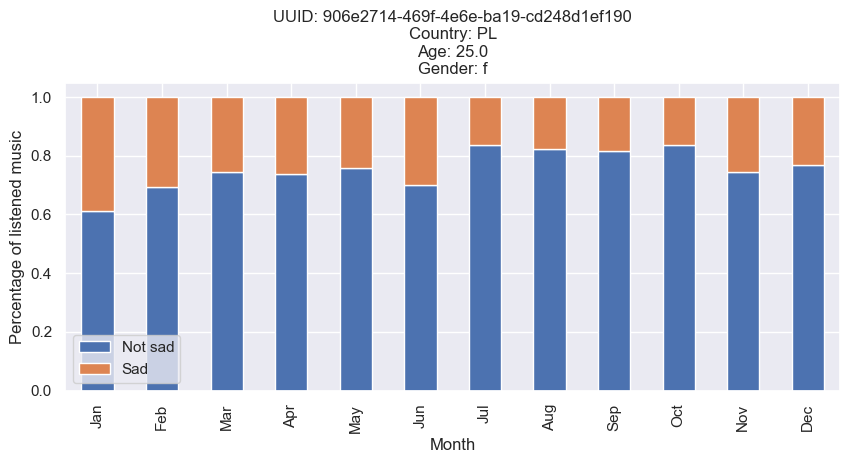 UUID: 906e2714-469f-4e6e-ba19-cd248d1ef190
Country: PL
Age: 25.0
Gender: f
Percentage of listened music
1.0
0.8
0.6
0.4
0.2
0.0
Not sad
Sad
Jan
Feb
Mar
Apr
May
Jun
Jul
Aug
Sep
Oct
Nov
Dec
Month